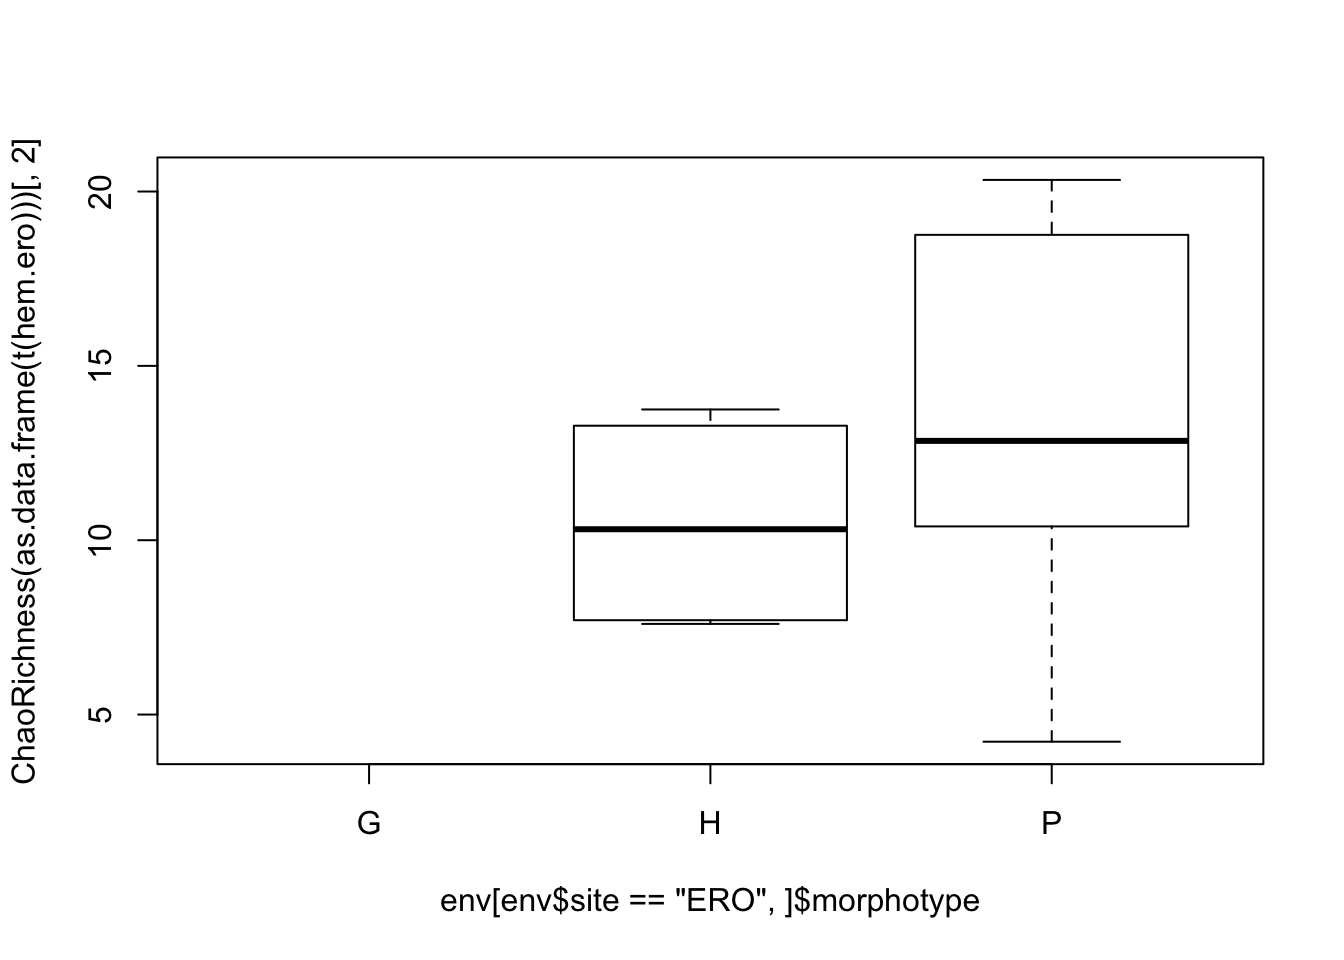 ChaoRichness(as.data.frame(t(hem.ero)))[, 2]
20
15
10
5
G
H
P
env[env$site == "ERO", ]$morphotype